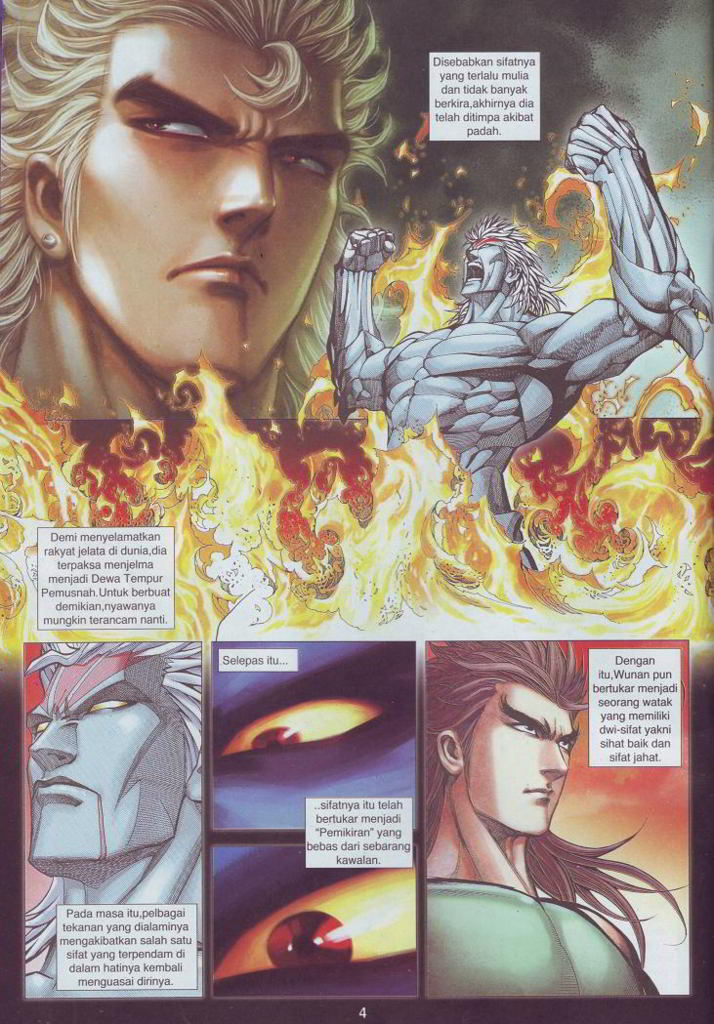 Disebabkan sifatnya
yang terlalu mulia
dan tidak banyak
berkira,akhirnya dia
telah ditimpa akibat
padah.
Demi menyelamatkan
rakyat jelata di dunia,dia
terpaksa menjelma
menjadi Dewa Tempur
Pemusnah.Untuk berbuat
demikian,nyawanya
mungkin terancam nanti.
Pada masa itu,pelbagai
tekanan yang dialaminya
mengakibatkan salah satu
sifat yang terpendam di
dalam hatinya kembali
menguasai dirinya.
Selepas itu...
..sifatnya itu telah
bertukar menjadi
"Pemikiran" yang
bebas dari sebarang
kawalan.
Dengan
itu,Wunan pun
bertukar menjadi
seorang watak
yang memiliki
dwi-sifat yakni
sihat baik dan
sifat jahat.
4